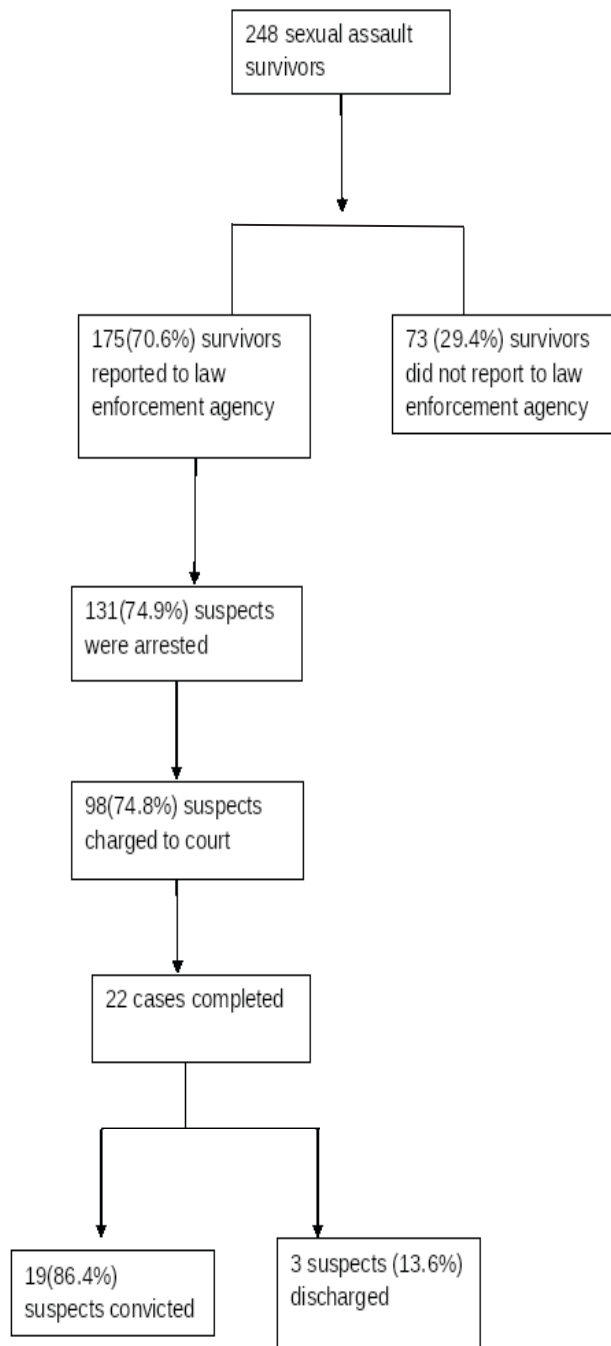 248 sexual assault
survivors
175(70.6%) survivors
reported to law
enforcement agency
73 (29.4%) survivors
did not report to law
enforcement agency
131(74.9%) suspects
were arrested
98(74.8%) suspects
charged to court
22 cases completed
19(86.4%)
suspects convicted
3 suspects (13.6%)
discharged